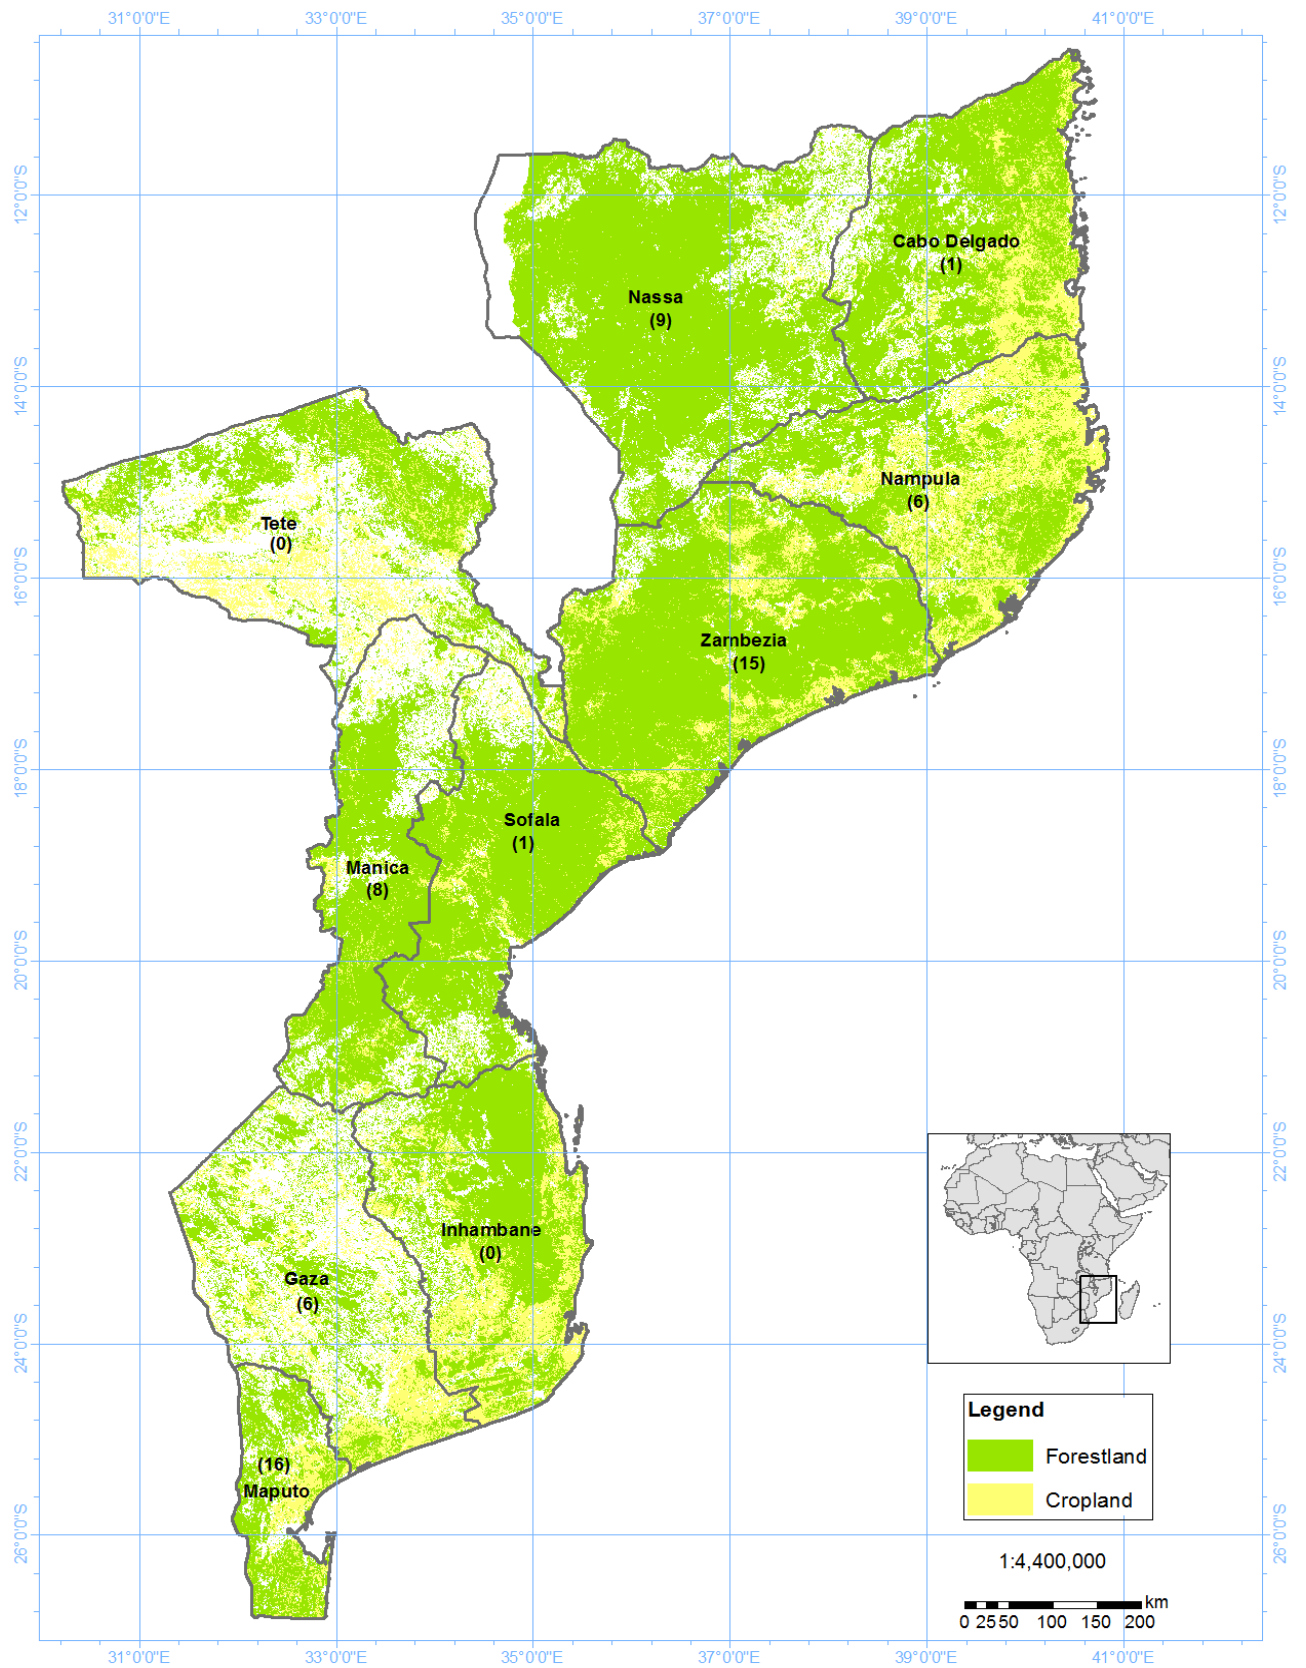 31°0'0"E 33°0'0"E 35°0'0"E 37°0'0"E 39°0'0"E 41°0'0"E
12°0'0"S 12°0'0"S
Cabo Delgado
(1)
Nassa
(9)
14°0'0"S 14°0'0"S
Nampula
(6)
Tete
(0)
16°0'0"S 16°0'0"S
Zambezia
(15)
18°0'0"S 18°0'0"S
Sofala
(1)
Manica
(8)
20°0'0"S 20°0'0"S
22°0'0"S 22°0'0"S
Inhambane
(0)
Gaza
(6)
24°0'0"S 24°0'0"S
Legend
Forestland
Cropland
(16)
Maputo
26°0'0"S 26°0'0"S
1:4,400,000
km
0 25 50 100 150 200
31°0'0"E 33°0'0"E 35°0'0"E 37°0'0"E 39°0'0"E 41°0'0"E